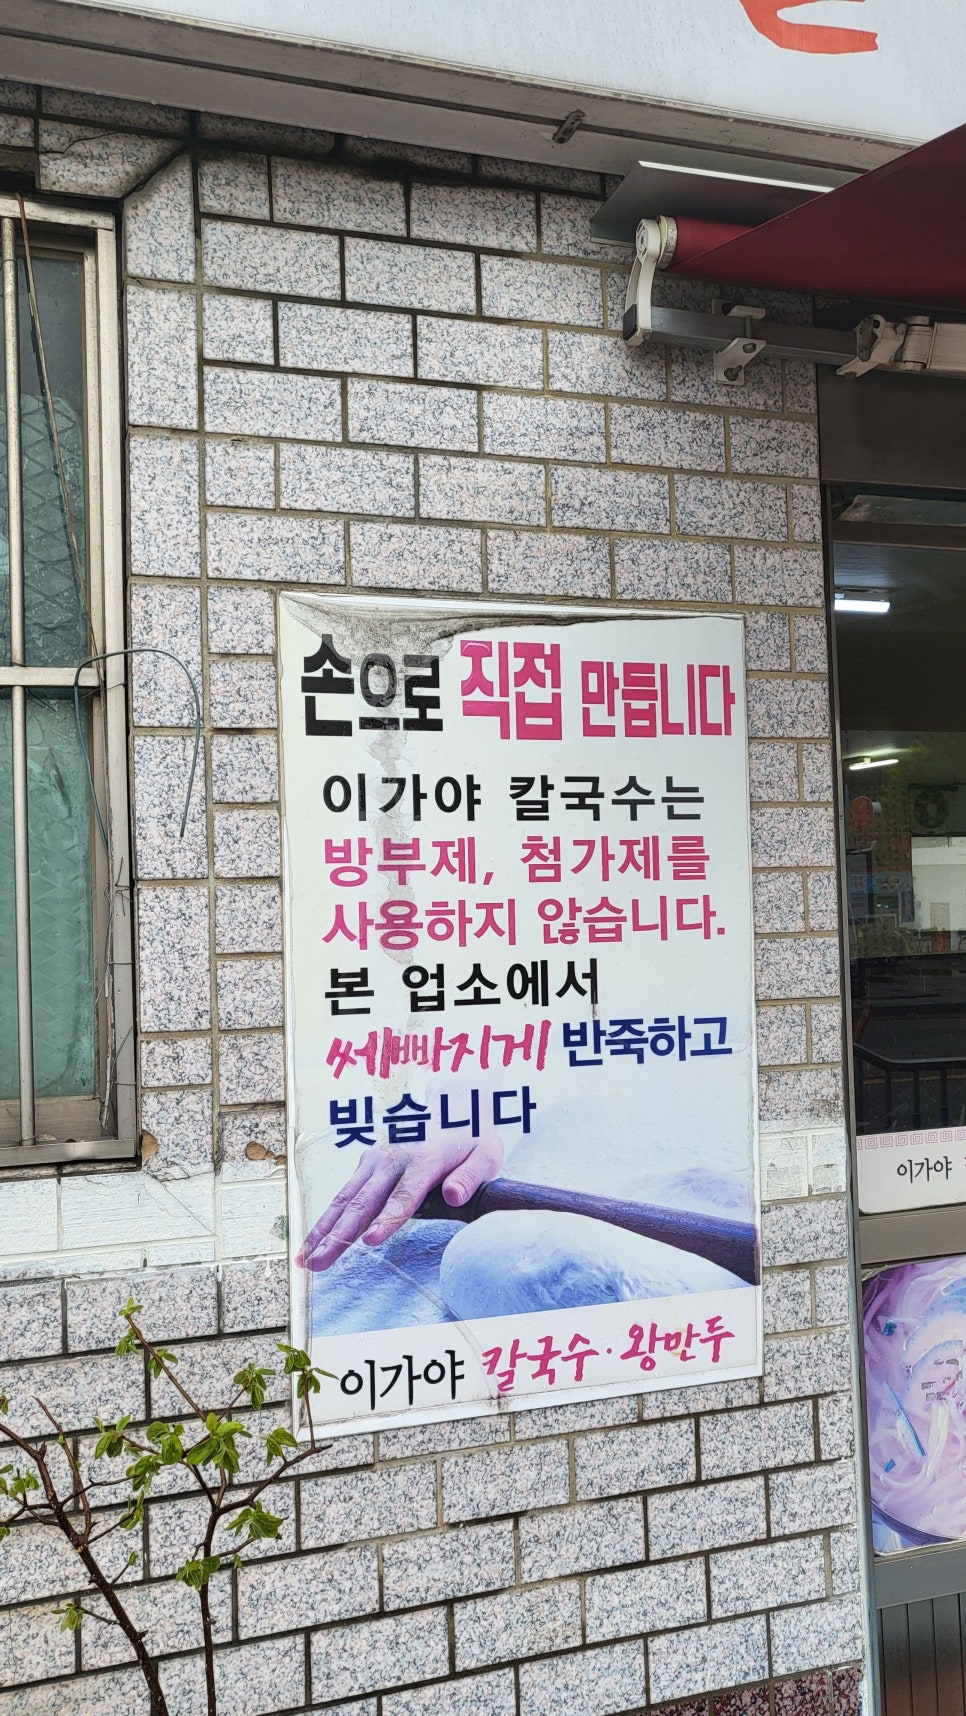 손으로 직접 만듭니다
이가야 칼국수는
방부제, 첨가제를
사용하지 않습니다.
본 업소에서
쎄빠지게 반죽하고
빚습니다
이가야 칼국수·왕만두
이가야